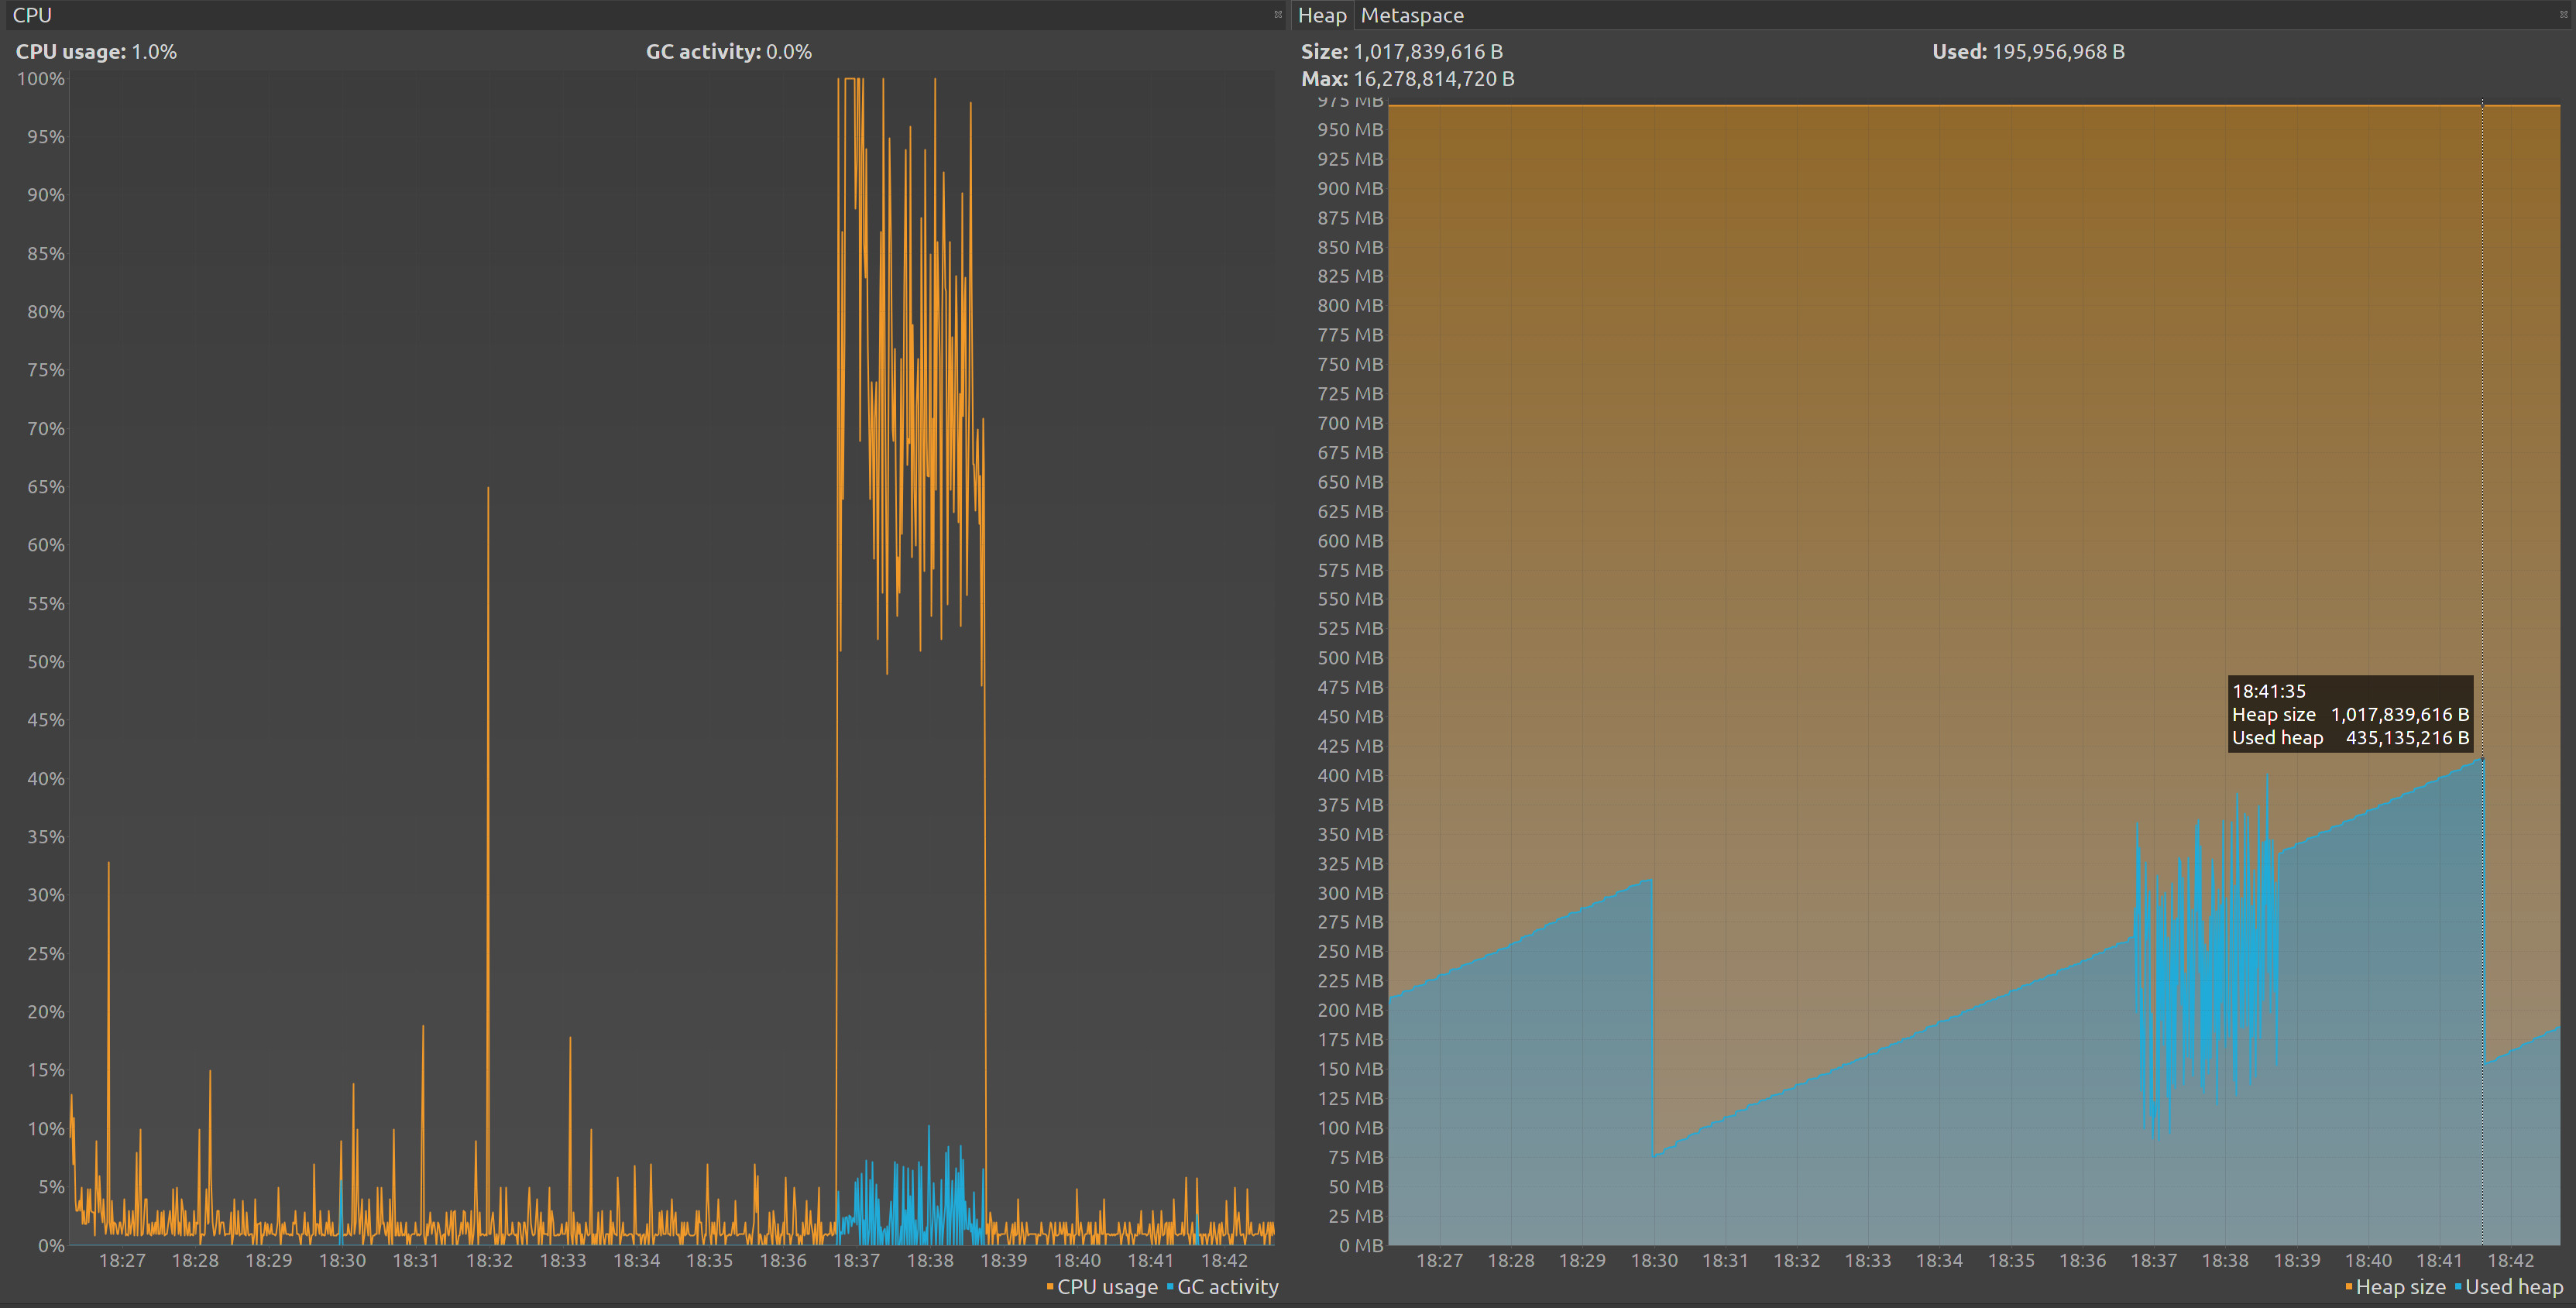 CPU
CPU usage: 1.0%
GC activity: 0.0%
100%
95%
90%
85%
80%
75%
70%
65%
60%
55%
50%
45%
40%
35%
30%
25%
20%
15%
10%
5%
0%
18:27 18:28 18:29 18:30 18:31 18:32 18:33 18:34 18:35 18:36 18:37 18:38 18:39 18:40 18:41 18:42
CPU usage GC activity
Heap Metaspace
Size: 1,017,839,616 B
Used: 195,956,968 B
Max: 16,278,814,720 B
975 MB
950 MB
925 MB
900 MB
875 MB
850 MB
825 MB
800 MB
775 MB
750 MB
725 MB
700 MB
675 MB
650 MB
625 MB
600 MB
575 MB
550 MB
525 MB
500 MB
475 MB
450 MB
425 MB
400 MB
375 MB
350 MB
325 MB
300 MB
275 MB
250 MB
225 MB
200 MB
175 MB
150 MB
125 MB
100 MB
75 MB
50 MB
25 MB
0 MB
18:41:35
Heap size 1,017,839,616 B
Used heap 435,135,216 B
18:27 18:28 18:29 18:30 18:31 18:32 18:33 18:34 18:35 18:36 18:37 18:38 18:39 18:40 18:41 18:42
Heap size Used heap